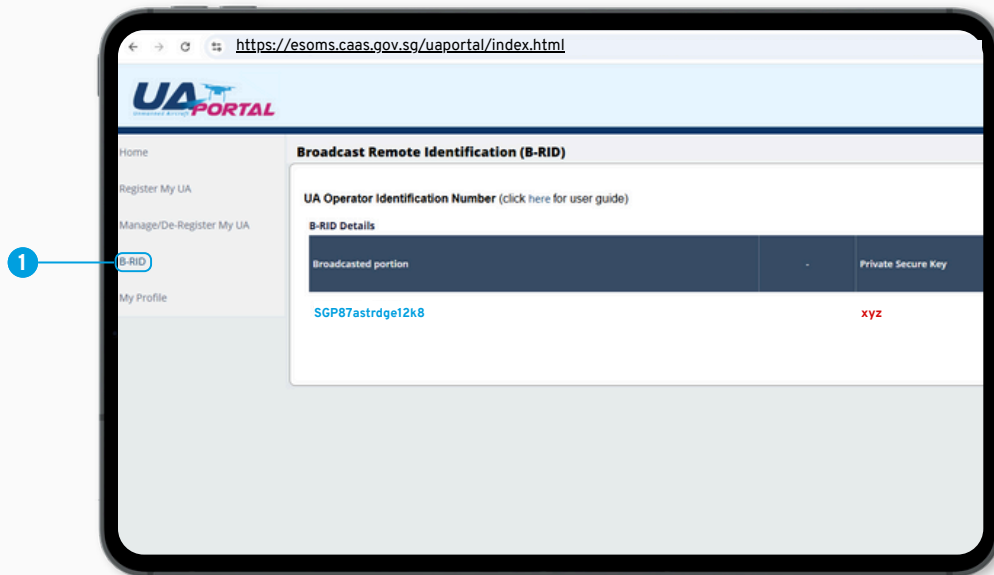 https://esoms.caas.gov.sg/uaportal/index.html
UA PORTAL
Unmanned Aircraft
Home
Register My UA
Manage/De-Register My UA
1
B-RID
My Profile
Broadcast Remote Identification (B-RID)
UA Operator Identification Number (click here for user guide)
B-RID Details
Broadcasted portion - Private Secure Key
SGP87astrdge12k8 xyz